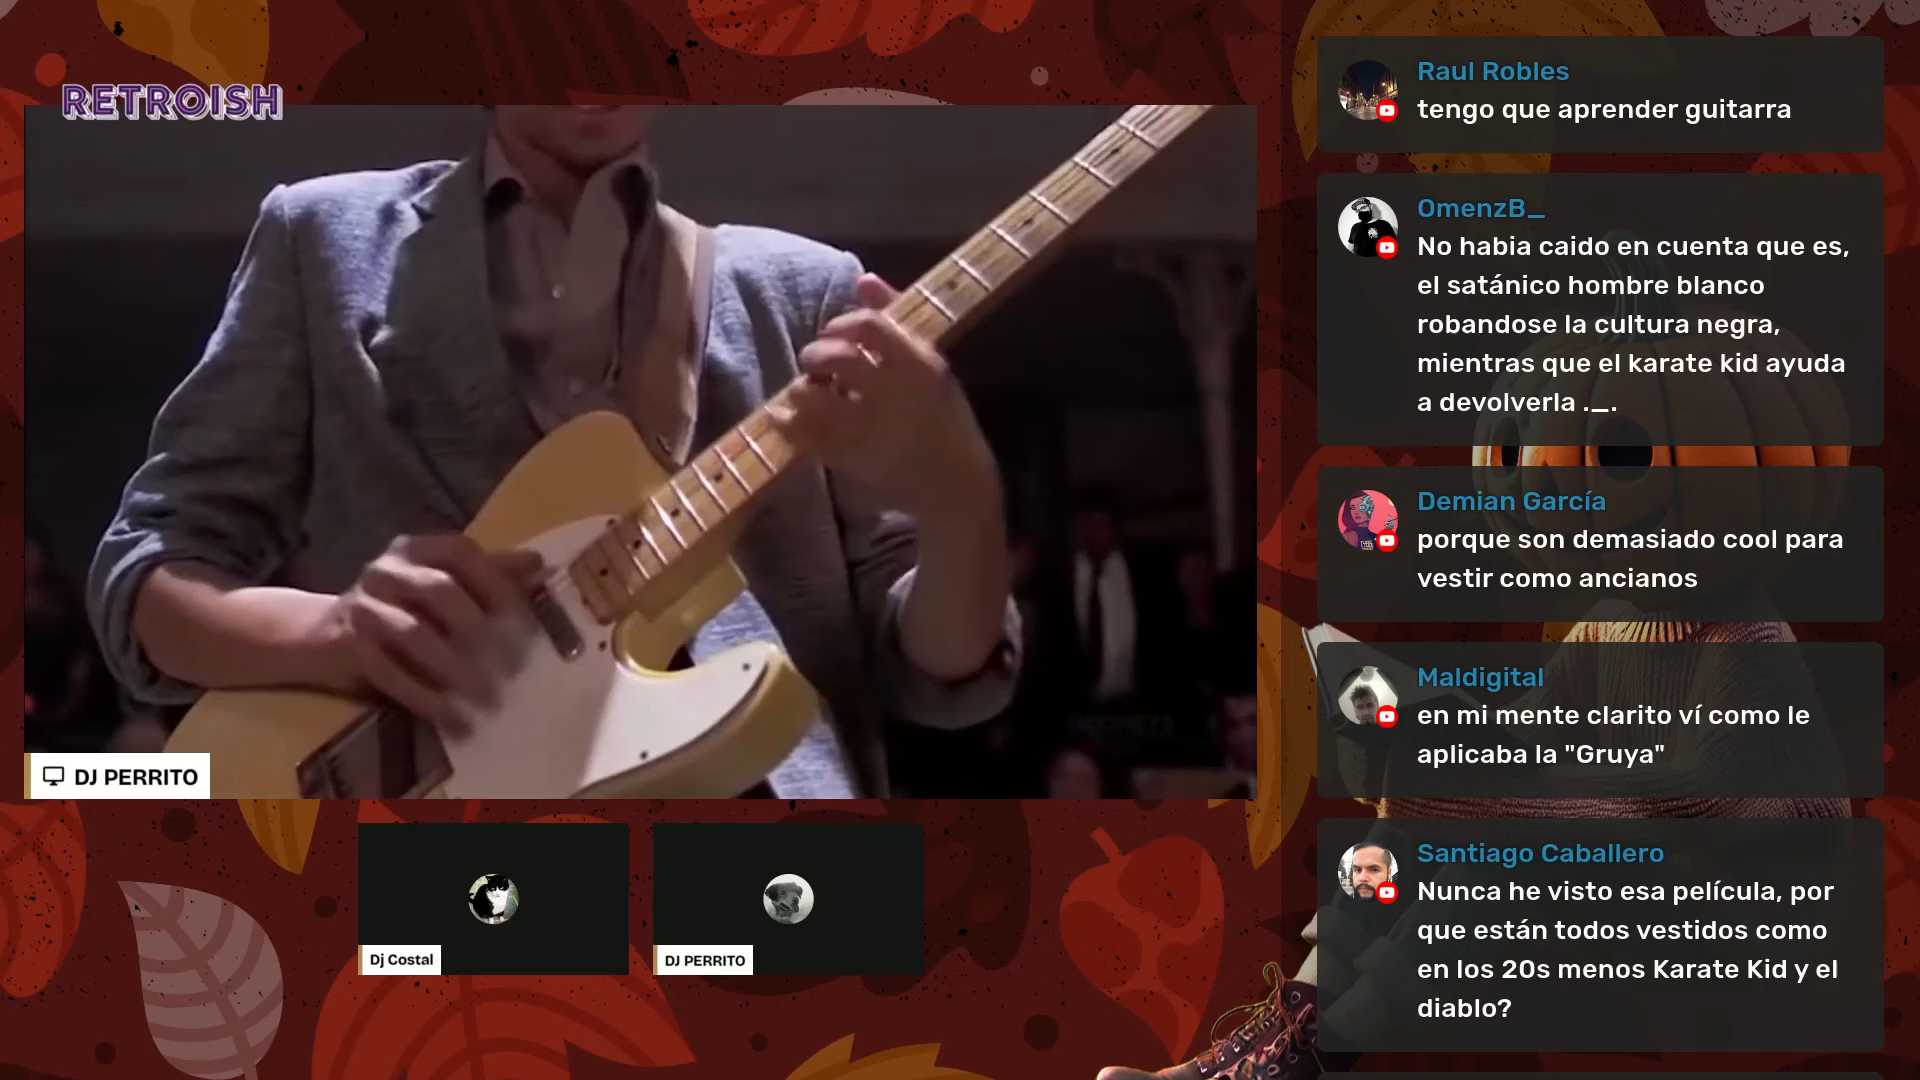 RETROISH
DJ PERRITO
Dj Costal
DJ PERRITO
Raul Robles
tengo que aprender guitarra
OmenzB_
No habia caido en cuenta que es,
el satánico hombre blanco
robandose la cultura negra,
mientras que el karate kid ayuda
a devolverla ._.
Demian García
porque son demasiado cool para
vestir como ancianos
Maldigital
en mi mente clarito ví como le
aplicaba la "Gruya"
Santiago Caballero
Nunca he visto esa película, por
que están todos vestidos como
en los 20s menos Karate Kid y el
diablo?